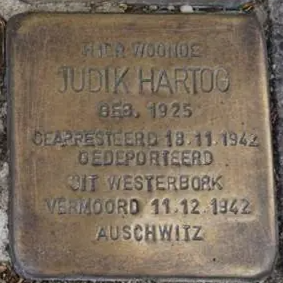 HIER WOONDE
JUDIK HARTOG
GEB. 1925
GEARRESTEERD 18.11.1942
GEDEPORTEERD
UIT WESTERBORK
VERMOORD 11.12.1942
AUSCHWITZ